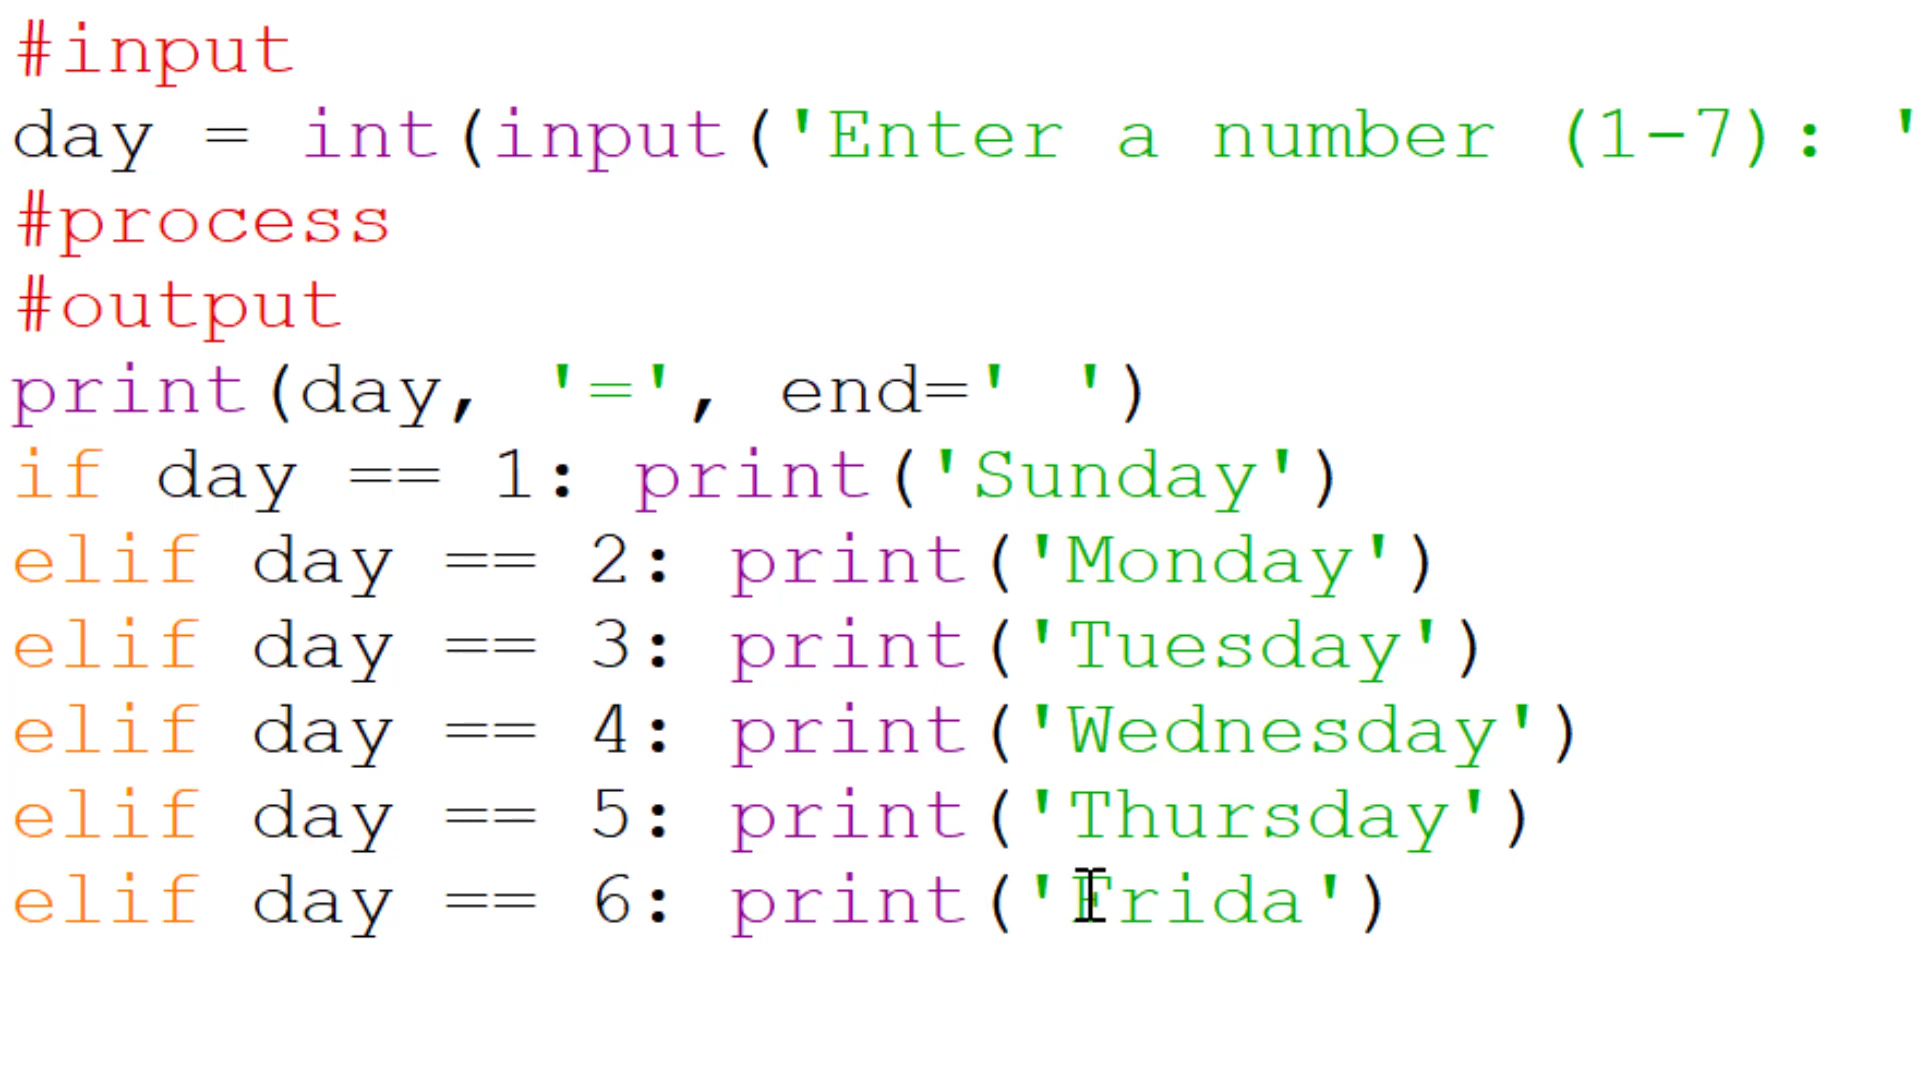 #input
day = int(input('Enter a number (1-7): '
#process
#output
print(day, '=', end=' ')
if day == 1: print('Sunday')
elif day == 2: print('Monday')
elif day == 3: print('Tuesday')
elif day == 4: print('Wednesday')
elif day == 5: print('Thursday')
elif day == 6: print('Frida')